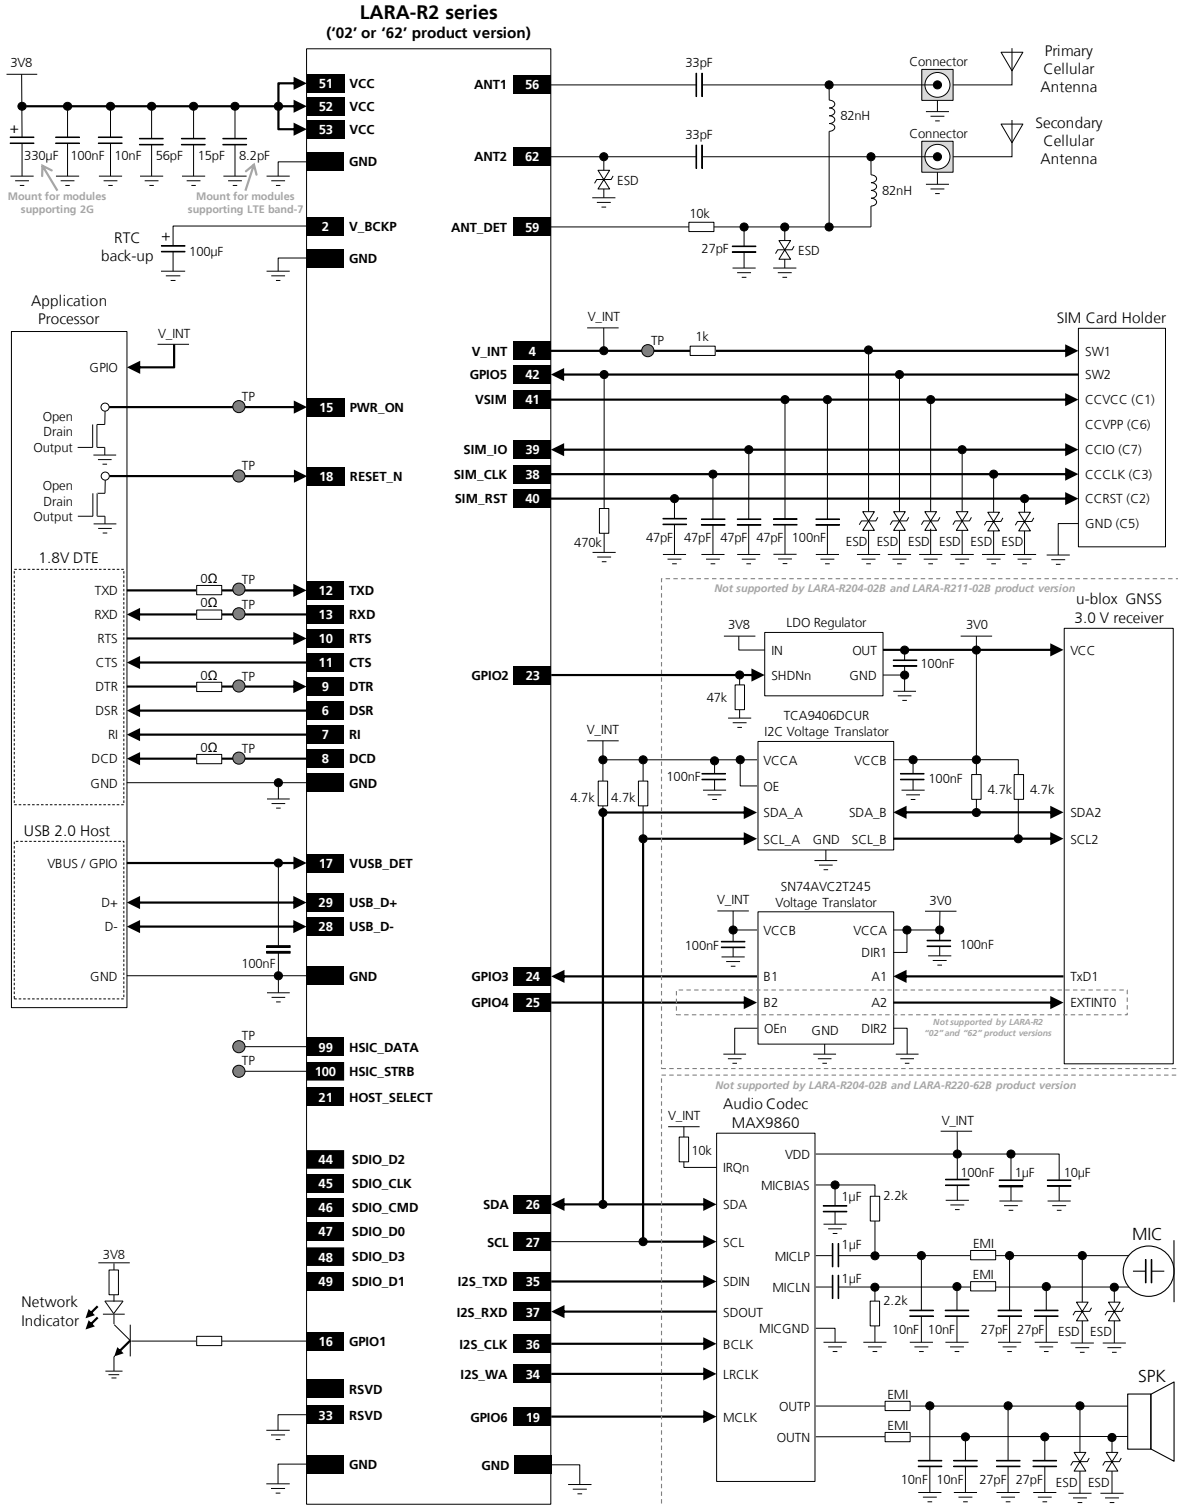 LARA-R2 series
(‘02’ or ‘62’ product version)
3V8
51 VCC
52 VCC
53 VCC
GND
330µF 100nF 10nF 56pF 15pF 8.2pF
Mount for modules
supporting 2G
Mount for modules
supporting LTE band-7
2 V_BCKP
RTC
back-up
100µF
GND
ANT1 56
33pF
Connector
Primary
Cellular
Antenna
82nH
ANT2 62
33pF
ESD
Connector
Secondary
Cellular
Antenna
82nH
ANT_DET 59
10k
27pF
ESD
Application
Processor
V_INT
GPIO
TP
15 PWR_ON
Open
Drain
Output
TP
18 RESET_N
Open
Drain
Output
V_INT
SIM Card Holder
V_INT 4
TP
1k
SW1
GPIO5 42
SW2
VSIM 41
CCVCC (C1)
CCVPP (C6)
SIM_IO 39
CCIO (C7)
SIM_CLK 38
CCCLK (C3)
SIM_RST 40
CCRST (C2)
GND (C5)
470k
47pF 47pF 47pF 47pF 100nF
ESD ESD ESD ESD ESD ESD
1.8V DTE
TXD 0Ω TP 12 TXD
RXD 0Ω TP 13 RXD
RTS 10 RTS
CTS 11 CTS
DTR 0Ω TP 9 DTR
DSR 6 DSR
RI 7 RI
DCD 0Ω TP 8 DCD
GND GND
USB 2.0 Host
VBUS / GPIO 17 VUSB_DET
D+ 29 USB_D+
D- 28 USB_D-
100nF
GND GND
TP
99 HSIC_DATA
TP
100 HSIC_STRB
21 HOST_SELECT
44 SDIO_D2
45 SDIO_CLK
46 SDIO_CMD
47 SDIO_D0
48 SDIO_D3
49 SDIO_D1
3V8
Network
Indicator
16 GPIO1
RSVD
33 RSVD
GND
Not supported by LARA-R204-02B and LARA-R211-02B product version
u-blox GNSS
3.0 V receiver
3V8
LDO Regulator
3V0
IN OUT
VCC
100nF
GPIO2 23
SHDNn GND
47k
TCA9406DCUR
I2C Voltage Translator
V_INT
VCCA VCCB
100nF
100nF
OE
4.7k 4.7k
4.7k 4.7k
SDA_A SDA_B
SDA2
SCL_A GND SCL_B
SCL2
SN74AVC2T245
Voltage Translator
V_INT
3V0
VCCB VCCA
100nF
DIR1
100nF
GPIO3 24
B1 A1
TxD1
GPIO4 25
B2 A2
EXTINT0
OEn GND DIR2
Not supported by LARA-R2
“02” and “62” product versions
Not supported by LARA-R204-02B and LARA-R220-62B product version
Audio Codec
MAX9860
V_INT
10k
IRQn
VDD
V_INT
100nF 1µF 10µF
MICBIAS
1µF
2.2k
SDA 26
SDA
SCL 27
SCL
MICLP
1µF
EMI
MIC
I2S_TXD 35
SDIN
MICLN
1µF
EMI
2.2k
I2S_RXD 37
SDOUT
MICGND
10nF 10nF 27pF 27pF ESD ESD
I2S_CLK 36
BCLK
I2S_WA 34
LRCLK
SPK
GPIO6 19
MCLK
OUTP
EMI
OUTN
EMI
10nF 10nF 27pF 27pF ESD ESD
GND